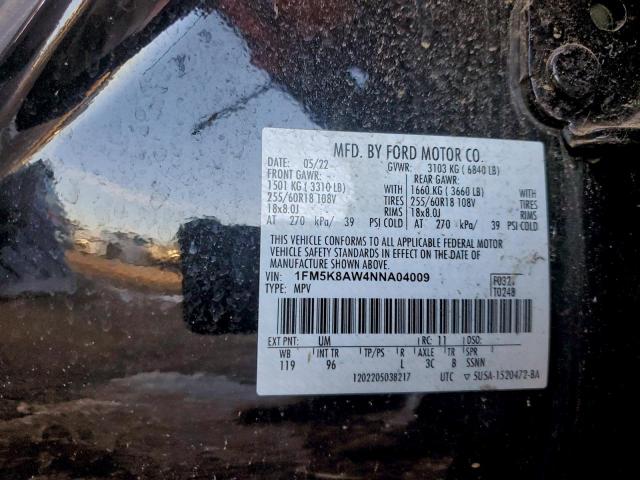 MFD. BY FORD MOTOR CO.
DATE: 05/22 GVWR: 3103 KG ( 6840 LB)
FRONT GAWR: REAR GAWR:
1501 KG ( 3310 LB) 1660 KG ( 3660 LB) WITH
255/60R18 108V TIRES 255/60R18 108V TIRES
18x8.0J RIMS 18x8.0J RIMS
AT 270 kPa/ 39 PSI COLD AT 270 kPa/ 39 PSI COLD
THIS VEHICLE CONFORMS TO ALL APPLICABLE FEDERAL MOTOR
VEHICLE SAFETY STANDARDS IN EFFECT ON THE DATE OF
MANUFACTURE SHOWN ABOVE.
VIN: 1FM5K8AW4NNA04009
TYPE: MPV
T0248
EXT PNT: UM RC: 11 DSO:
WB INT TR TP/PS R AXLE TR SPR
119 96 L 3C B SSNN
1202205038217 UTC 5U5A-1520472-BA